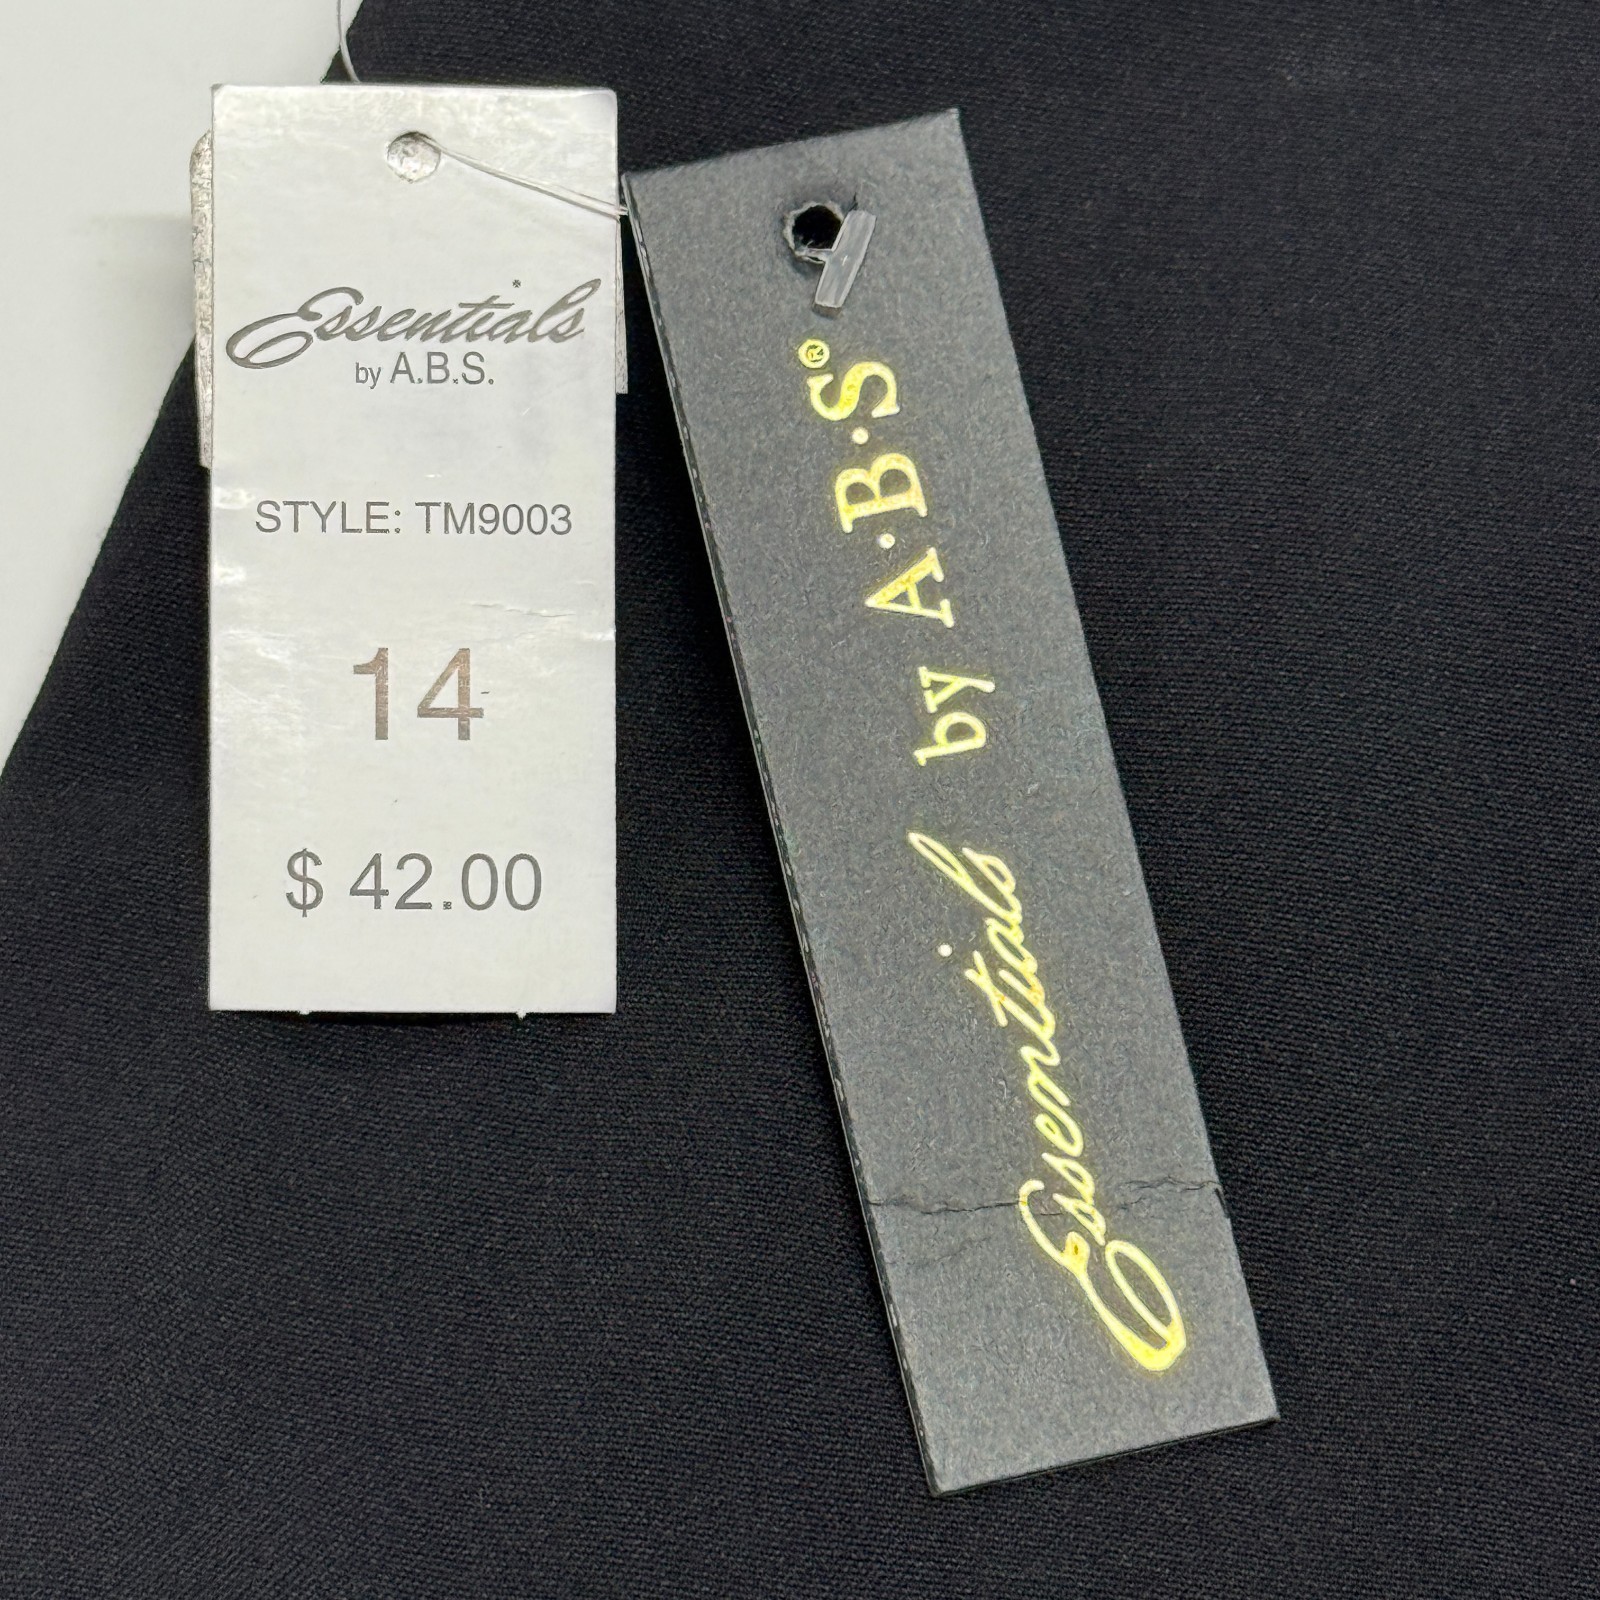 Essentials
by A.B.S.
STYLE: TM9003
14
$ 42.00
Essentials by A·B·S®